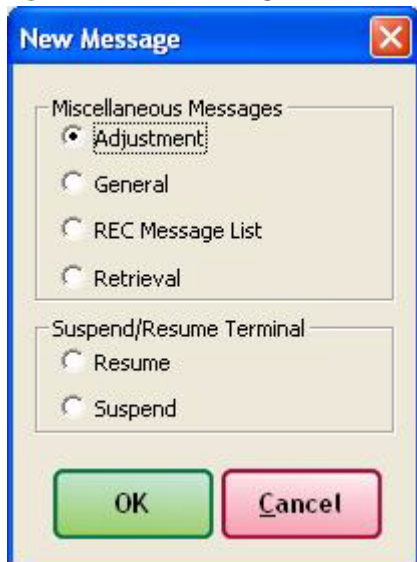 New Message
Miscellaneous Messages
Adjustment
General
REC Message List
Retrieval
Suspend/Resume Terminal
Resume
Suspend
OK
Cancel